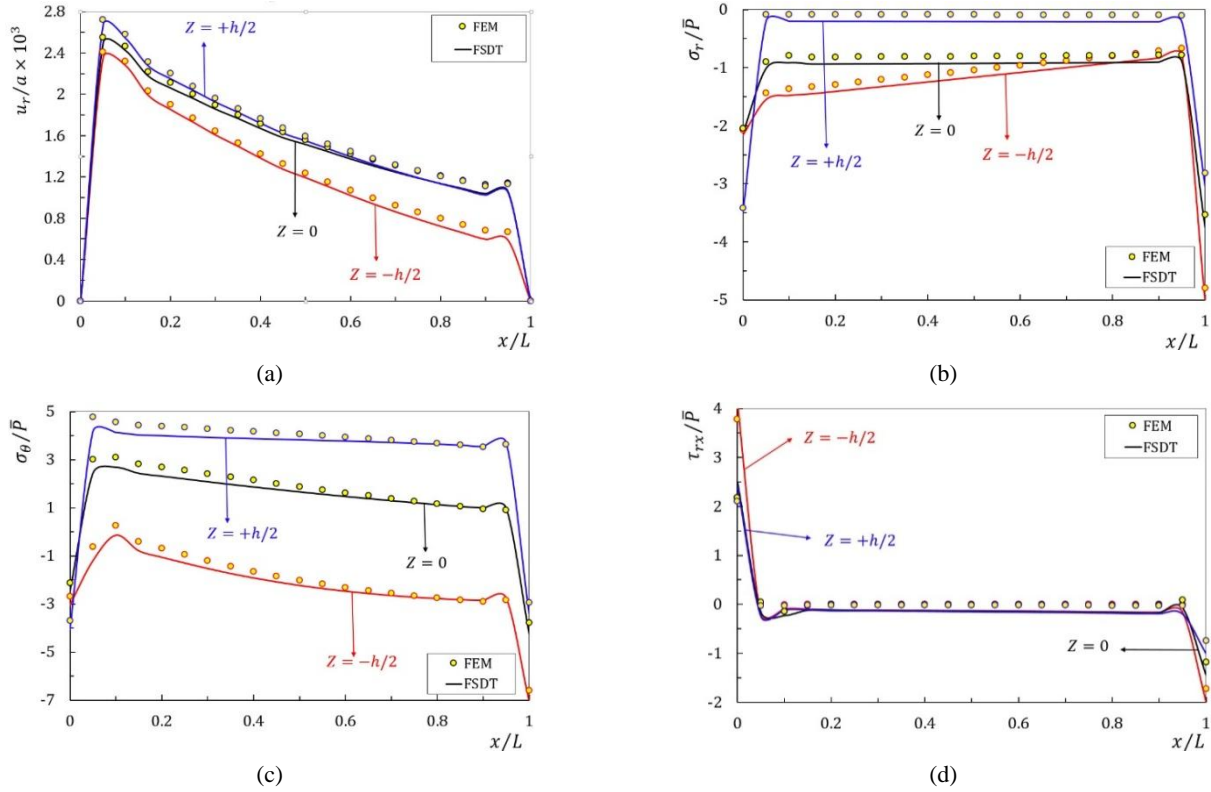 2.8
2.4
2
1.6
1.2
0.8
0.4
0
u_r/a × 10³
Z = +h/2
FEM
FSDT
Z = 0
Z = −h/2
0 0.2 0.4 0.6 0.8 1
x/L
(a)
0
-1
-2
-3
-4
-5
σ_r/P̅
Z = 0
Z = +h/2
Z = −h/2
FEM
FSDT
0 0.2 0.4 0.6 0.8 1
x/L
(b)
5
3
1
-1
-3
-5
-7
σ_θ/P̅
Z = +h/2
Z = 0
Z = −h/2
FEM
FSDT
0 0.2 0.4 0.6 0.8 1
x/L
(c)
4
3
2
1
0
-1
-2
τ_rx/P̅
Z = −h/2
FEM
FSDT
Z = +h/2
Z = 0
0 0.2 0.4 0.6 0.8 1
x/L
(d)